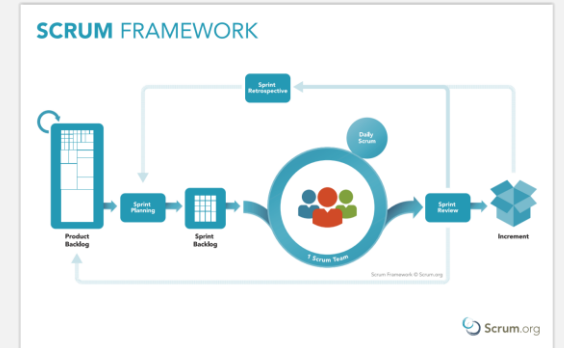 SCRUM FRAMEWORK
Sprint
Retrospective
Daily
Scrum
Sprint
Planning
Sprint
Review
Product
Backlog
Sprint
Backlog
1 Scrum Team
Increment
Scrum Framework © Scrum.org
Scrum.org